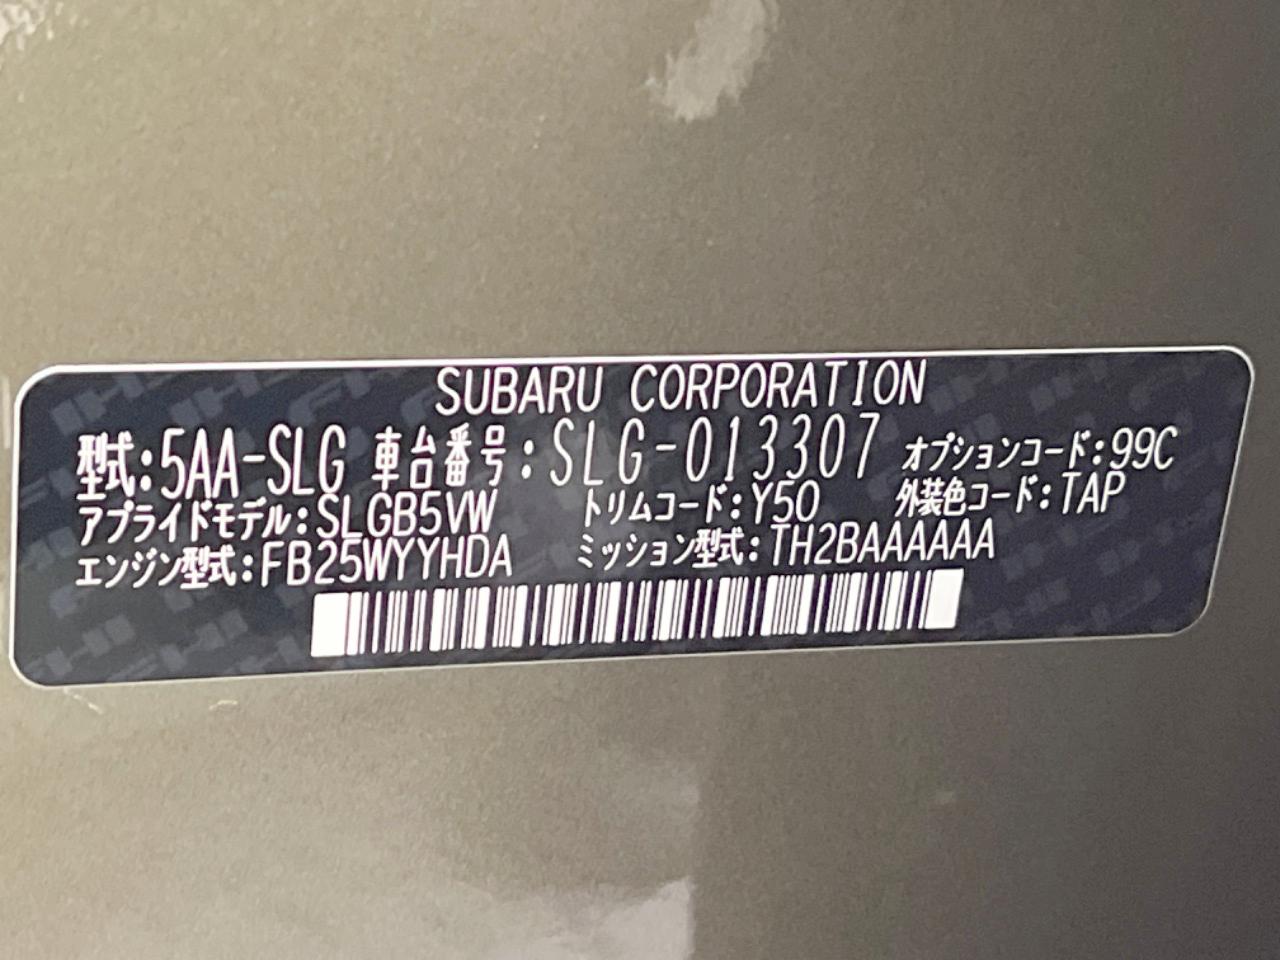 SUBARU CORPORATION
型式:5AA-SLG 車台番号:SLG-013307 オプションコード:99C
アプライドモデル:SLGB5VW トリムコード:Y50 外装色コード:TAP
エンジン型式:FB25WYYHDA ミッション型式:TH2BAAAAAA